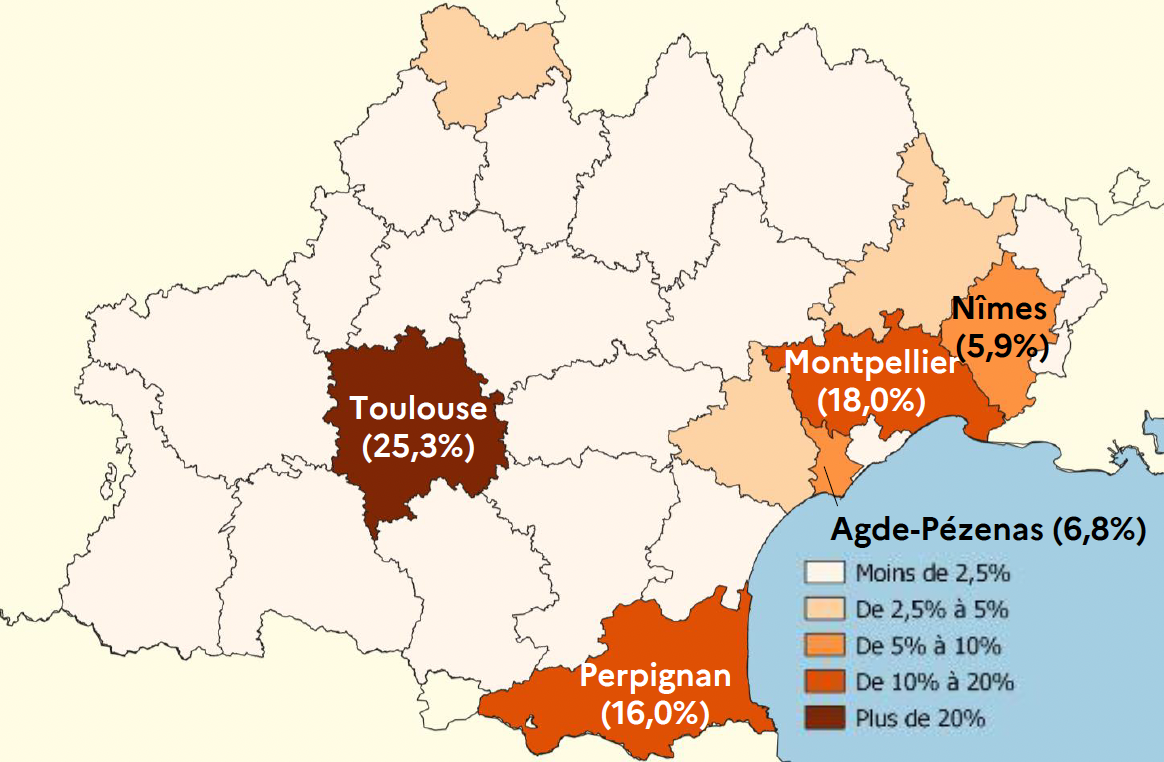 Nîmes
(5,9%)
Montpellier
(18,0%)
Toulouse
(25,3%)
Agde-Pézenas (6,8%)
Moins de 2,5%
De 2,5% à 5%
De 5% à 10%
De 10% à 20%
Plus de 20%
Perpignan
(16,0%)